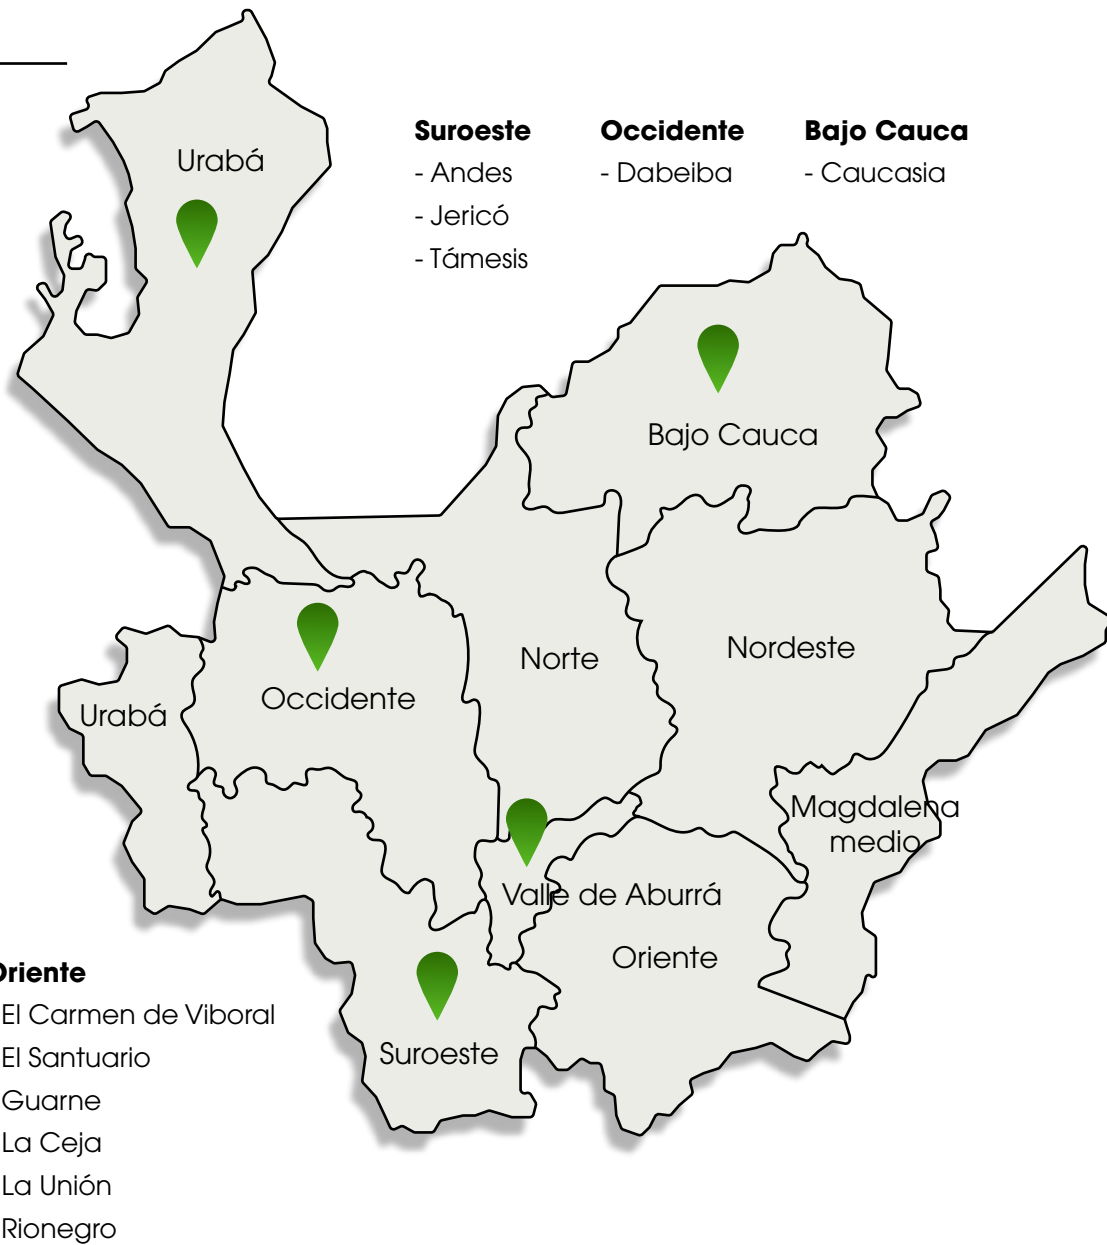 Suroeste
- Andes
- Jericó
- Támesis
Occidente
- Dabeiba
Bajo Cauca
- Caucasia
Urabá
Bajo Cauca
Norte
Nordeste
Occidente
Urabá
Magdalena
medio
Valle de Aburrá
Oriente
Suroeste
Oriente
El Carmen de Viboral
El Santuario
Guarne
La Ceja
La Unión
Rionegro